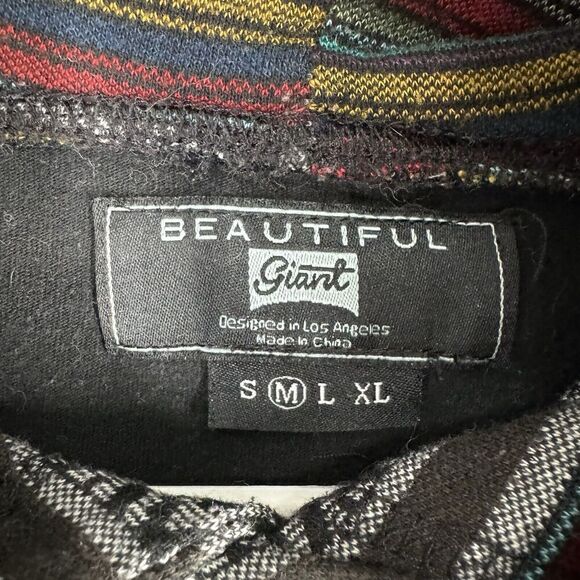 BEAUTIFUL
Giant
Designed in Los Angeles
Made in China
S M L XL